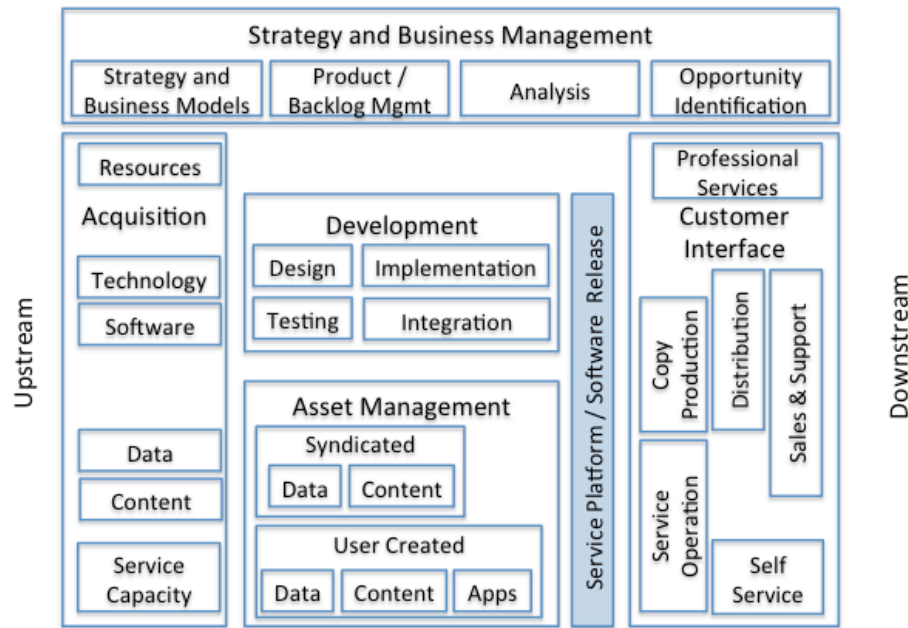 Strategy and Business Management
Strategy and
Business Models
Product /
Backlog Mgmt
Analysis
Opportunity
Identification
Upstream
Resources
Acquisition
Technology
Software
Data
Content
Service
Capacity
Development
Design
Implementation
Testing
Integration
Asset Management
Syndicated
Data
Content
User Created
Data
Content
Apps
Service Platform / Software Release
Professional
Services
Customer
Interface
Copy
Production
Distribution
Sales & Support
Service
Operation
Self
Service
Downstream